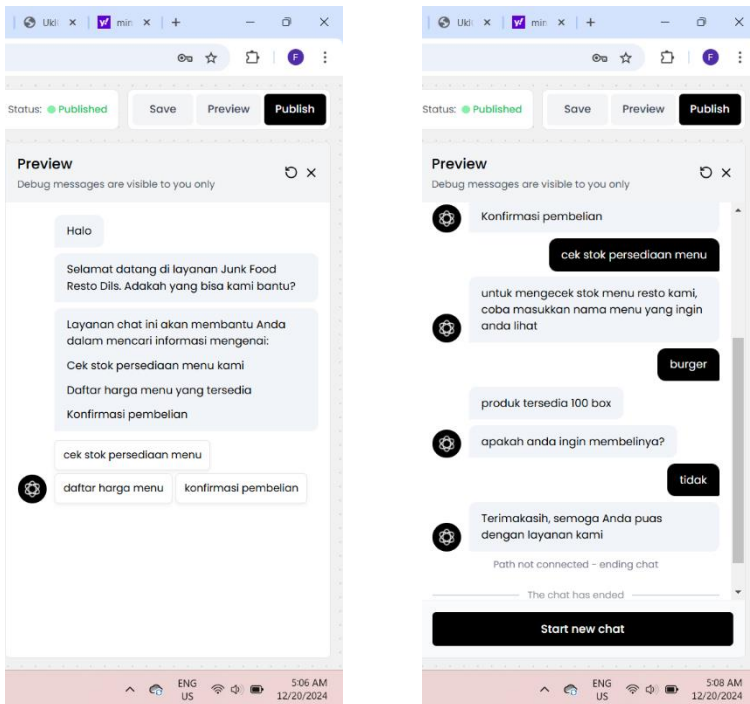 Uki
min
F
Status:
Published
Save
Preview
Publish
Preview
Debug messages are visible to you only
Halo
Selamat datang di layanan Junk Food
Resto Dils. Adakah yang bisa kami bantu?
Layanan chat ini akan membantu Anda
dalam mencari informasi mengenai:
Cek stok persediaan menu kami
Daftar harga menu yang tersedia
Konfirmasi pembelian
cek stok persediaan menu
daftar harga menu
konfirmasi pembelian
ENG
US
5:06 AM
12/20/2024
min
F
Status:
Published
Save
Preview
Publish
Preview
Debug messages are visible to you only
Konfirmasi pembelian
cek stok persediaan menu
untuk mengecek stok menu resto kami,
coba masukkan nama menu yang ingin
anda lihat
burger
produk tersedia 100 box
apakah anda ingin membelinya?
tidak
Terimakasih, semoga Anda puas
dengan layanan kami
Path not connected - ending chat
The chat has ended
Start new chat
ENG
US
5:08 AM
12/20/2024